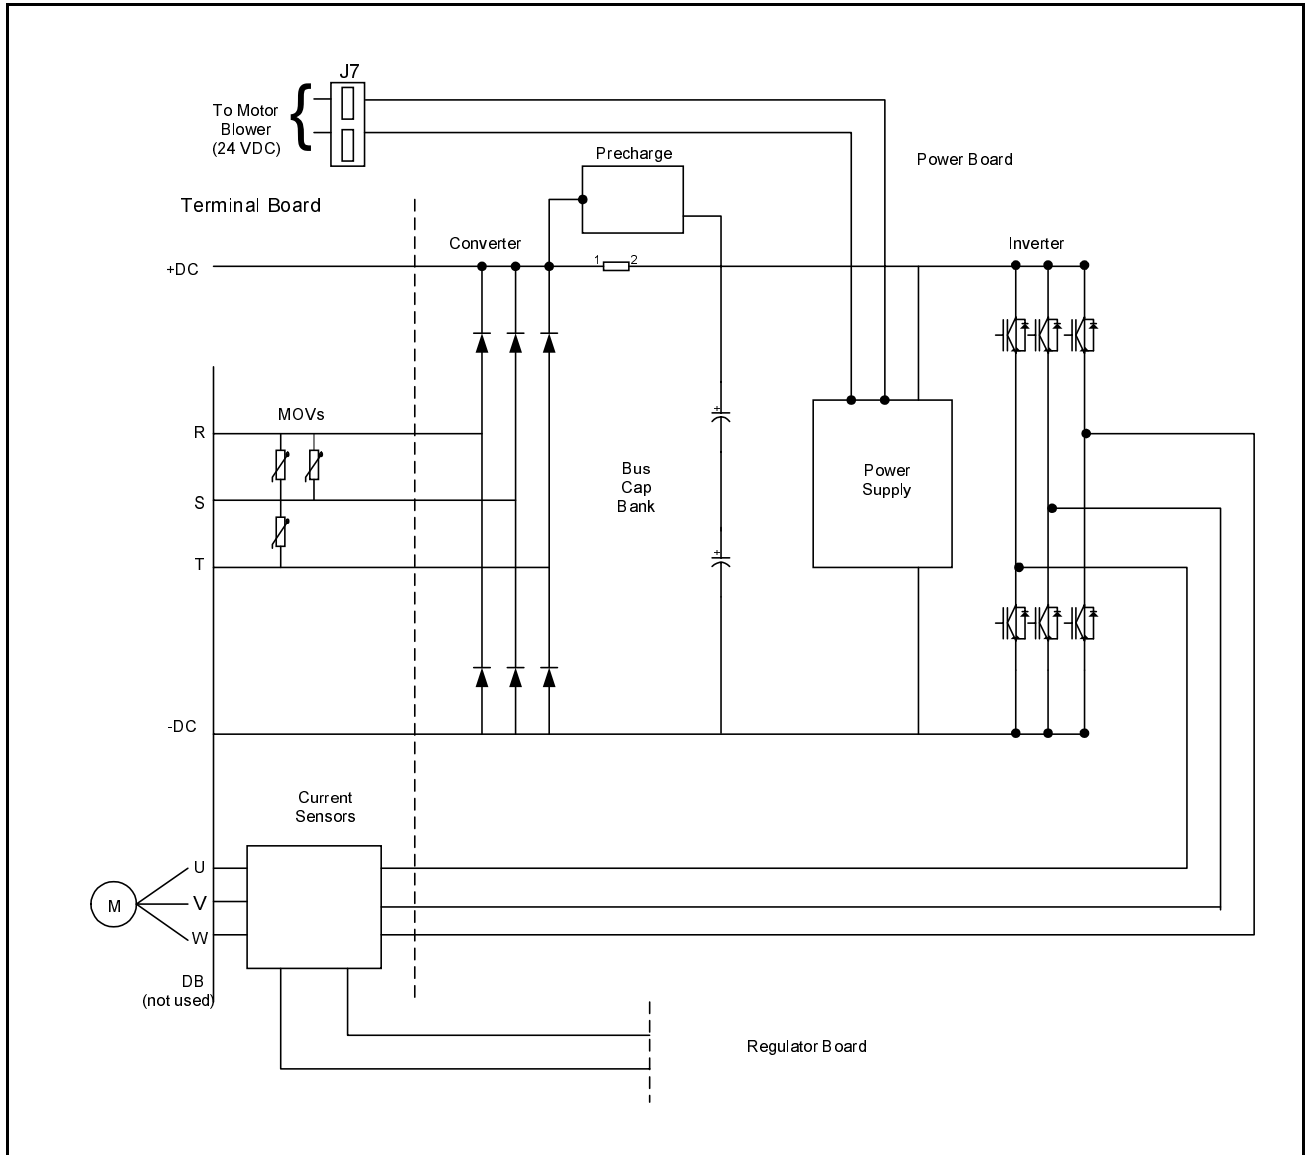 J7
To Motor
Blower
(24 VDC)
{
Precharge
Power Board
Terminal Board
Converter
Inverter
+DC
1
2
MOVs
R
+
Bus
Cap
Bank
Power
Supply
S
+
T
-DC
Current
Sensors
U
M
V
W
DB
(not used)
Regulator Board